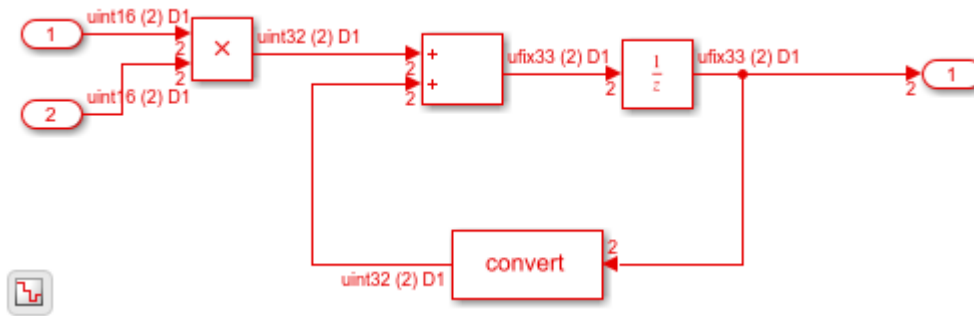 1
uint16 (2) D1
2
×
uint32 (2) D1
2
uint16 (2) D1
2
2
+
+
2
2
ufix33 (2) D1
2
1
z
ufix33 (2) D1
2
1
2
convert
uint32 (2) D1